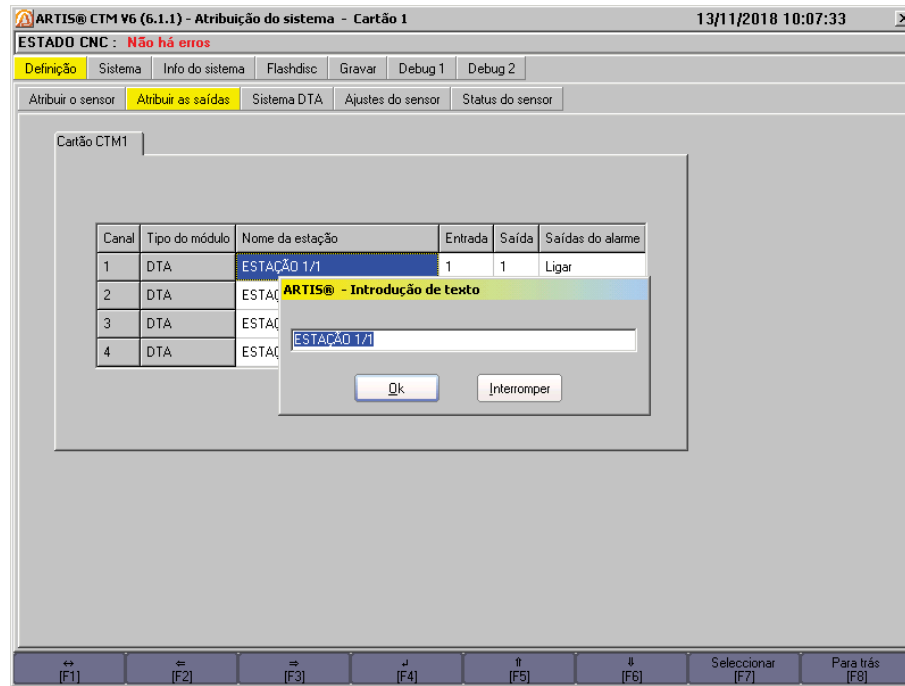 ARTIS® CTM V6 (6.1.1) - Atribuição do sistema - Cartão 1 13/11/2018 10:07:33
ESTADO CNC : Não há erros
Definição Sistema Info do sistema Flashdisc Gravar Debug 1 Debug 2
Atribuir o sensor Atribuir as saídas Sistema DTA Ajustes do sensor Status do sensor
Cartão CTM1
Canal Tipo do módulo Nome da estação Entrada Saída Saídas do alarme
1 DTA ESTAÇÃO 1/1 1 1 Ligar
ARTIS® - Introdução de texto
2 DTA
3 DTA
ESTAÇÃO 1/1
4 DTA
Ok Interromper
↔ ⇐ ⇒ ↲ ⇑ ⇓ Seleccionar Para trás
[F1] [F2] [F3] [F4] [F5] [F6] [F7] [F8]